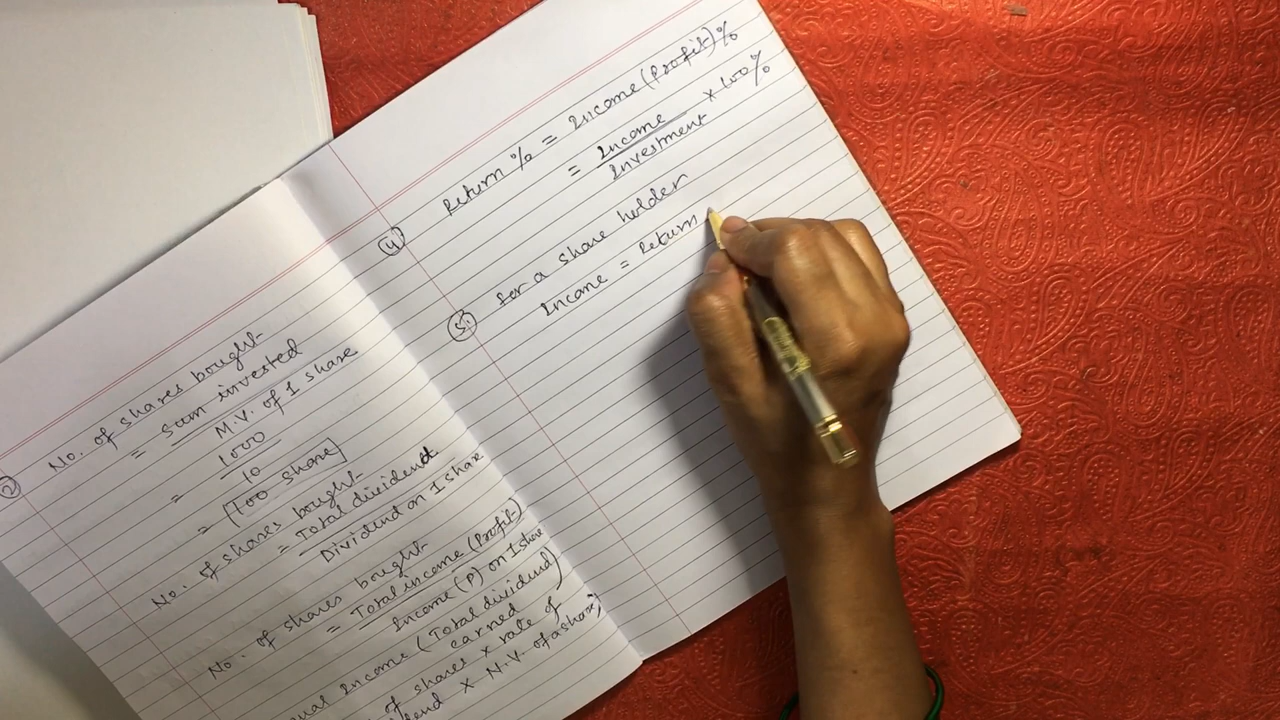 ② No. of shares bought
= Sum invested
M.V. of 1 share
= 1000
10
= [100 share]
No. of shares bought
= Total dividend
Dividend on 1 share
No. of shares bought
= Total income (Profit)
Income (P) on 1 share
Income (Total dividend)
earned
of shares x rate of
x N.V. of a share
④ Return % = Income (Profit) %
= Income x 100%
Investment
⑤ for a share holder
Income = Return